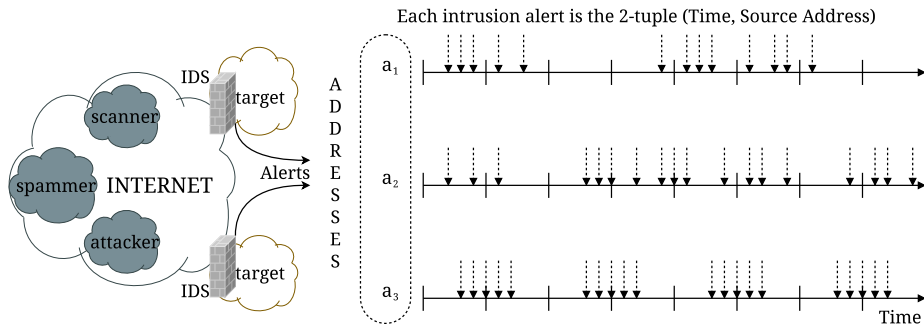 Each intrusion alert is the 2-tuple (Time, Source Address)
IDS
target
scanner
spammer
INTERNET
Alerts
attacker
IDS
target
ADDRESSES
a1
a2
a3
Time